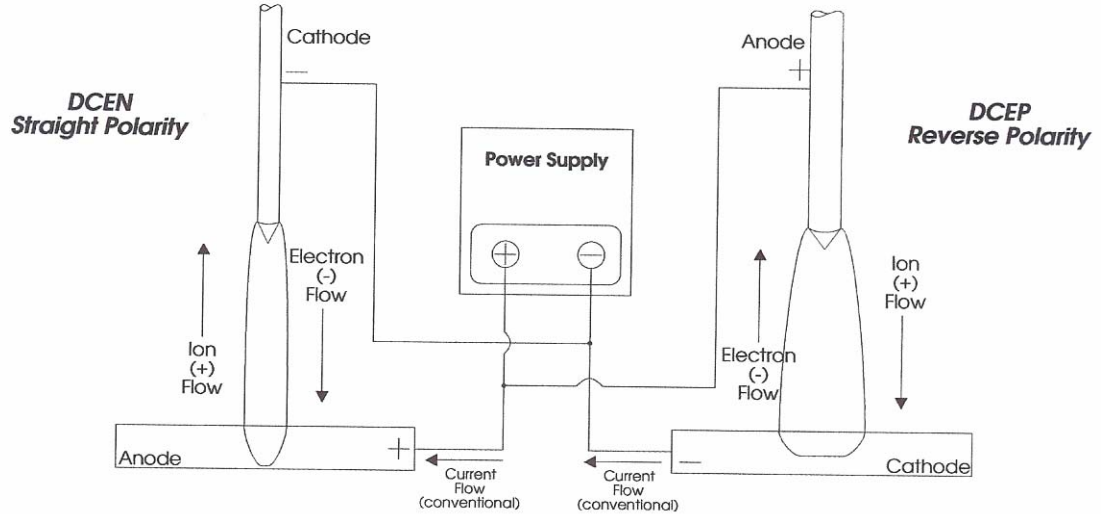 Cathode
−
DCEN
Straight Polarity
Anode
+
DCEP
Reverse Polarity
Power Supply
+
−
Electron
(-)
Flow
Ion
(+)
Flow
Ion
(+)
Flow
Electron
(-)
Flow
Anode
+
Current
Flow
(conventional)
Current
Flow
(conventional)
−
Cathode